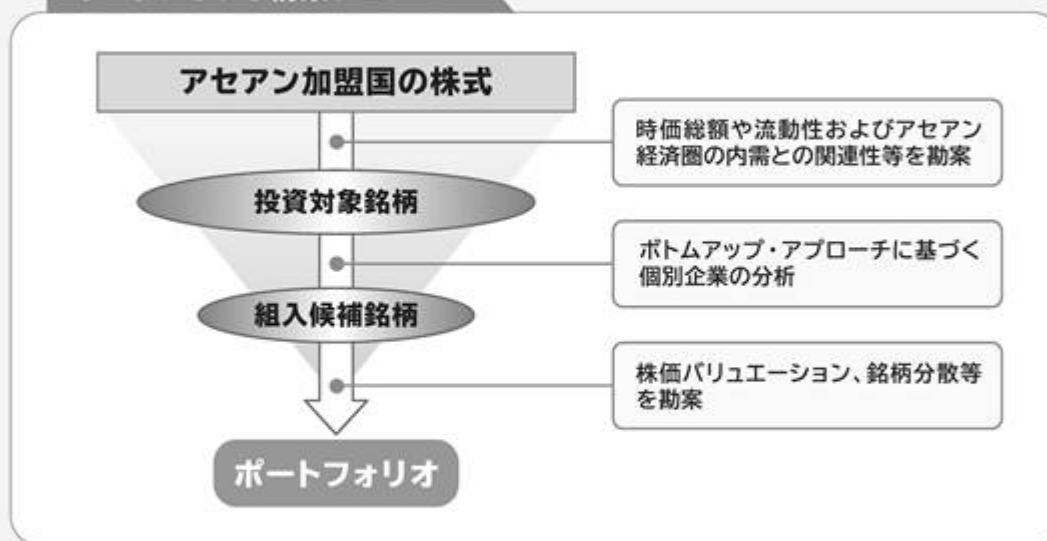 アセアン加盟国の株式
時価総額や流動性およびアセアン
経済圏の内需との関連性等を勘案
投資対象銘柄
ボトムアップ・アプローチに基づく
個別企業の分析
組入候補銘柄
株価バリュエーション、銘柄分散等
を勘案
ポートフォリオ